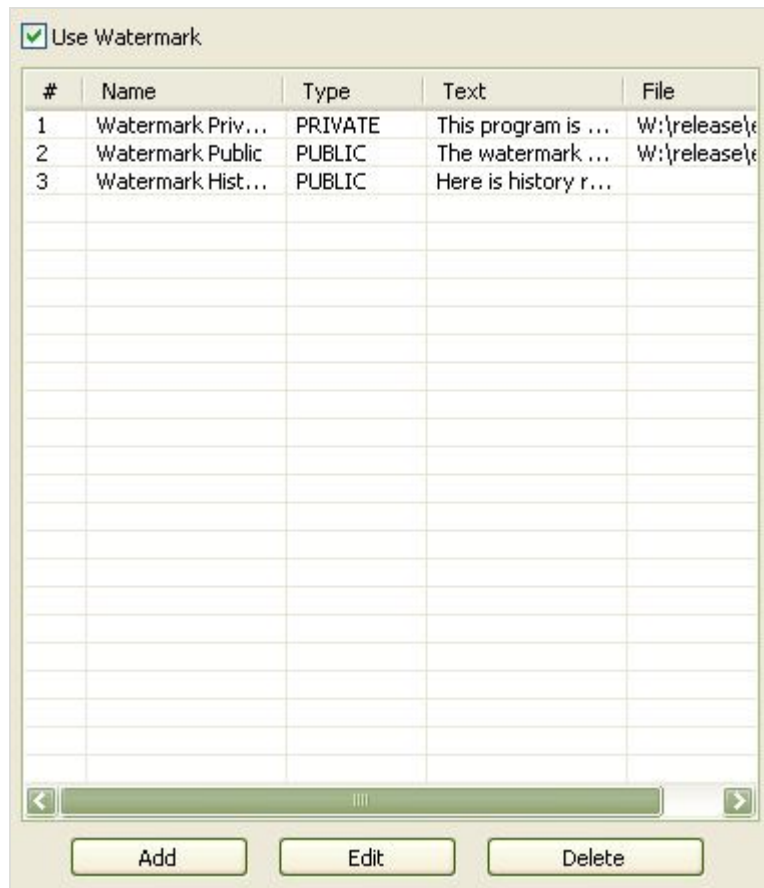 Use Watermark
# Name Type Text File
1 Watermark Priv... PRIVATE This program is ... W:\release\e
2 Watermark Public PUBLIC The watermark ... W:\release\e
3 Watermark Hist... PUBLIC Here is history r...
Add Edit Delete